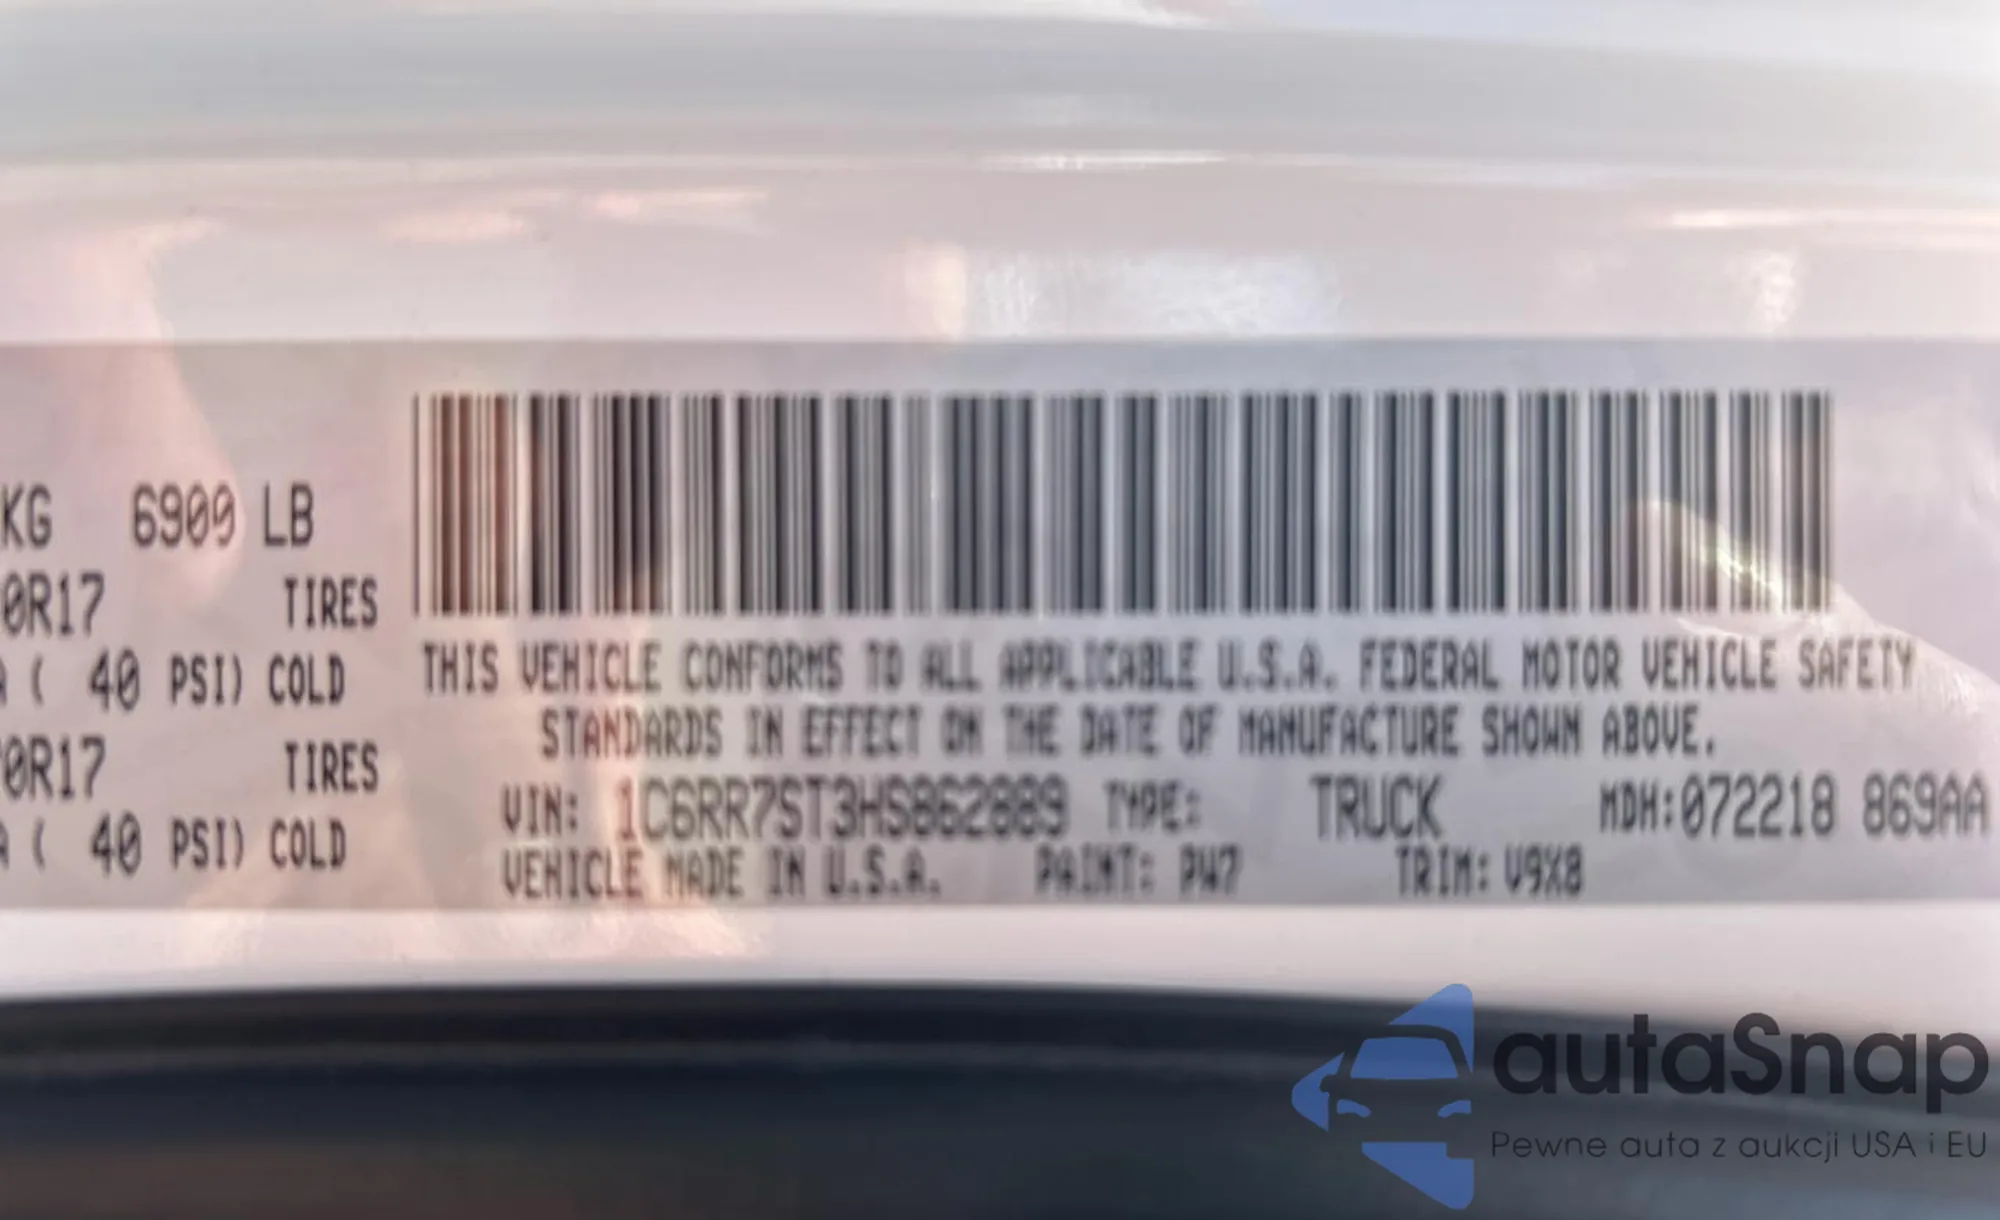 KG 6900 LB
0R17 TIRES
A ( 40 PSI) COLD
0R17 TIRES
A ( 40 PSI) COLD
THIS VEHICLE CONFORMS TO ALL APPLICABLE U.S.A. FEDERAL MOTOR VEHICLE SAFETY
STANDARDS IN EFFECT ON THE DATE OF MANUFACTURE SHOWN ABOVE.
VIN: 1C6RR7ST3HS862889 TYPE: TRUCK MDH:072218 869AA
VEHICLE MADE IN U.S.A. PAINT: PW7 TRIM: V9X8
autaSnap
Pewne auta z aukcji USA i EU